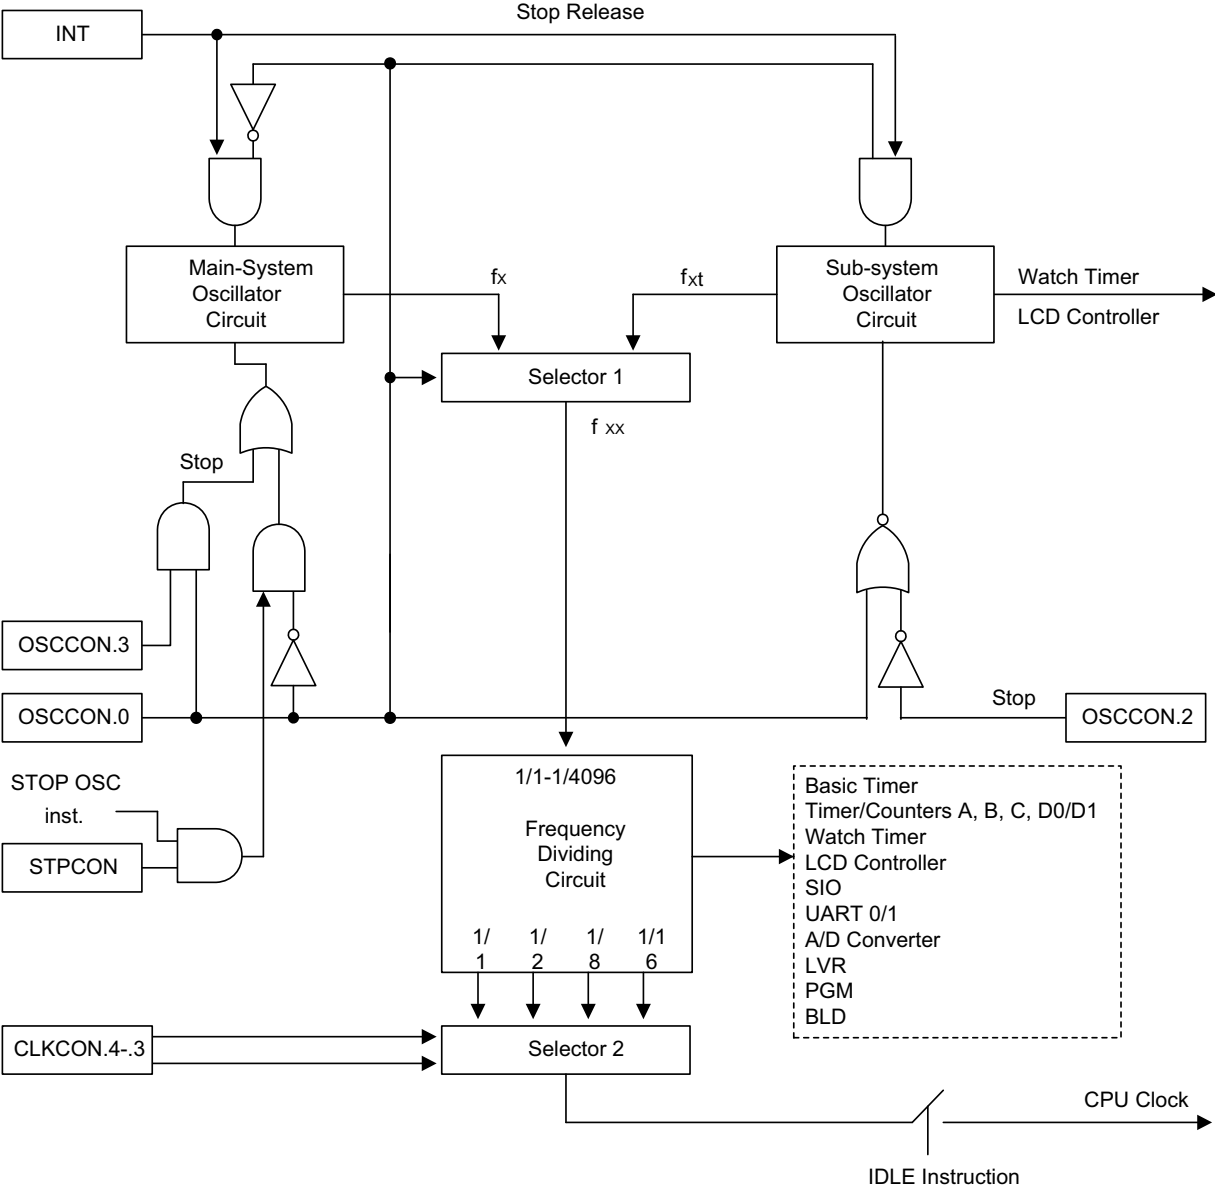 Stop Release
INT
Main-System
Oscillator
Circuit
fx
fxt
Sub-system
Oscillator
Circuit
Watch Timer
LCD Controller
Selector 1
f xx
Stop
OSCCON.3
OSCCON.0
Stop
OSCCON.2
STOP OSC
inst.
STPCON
1/1-1/4096
Frequency
Dividing
Circuit
1/ 1/ 1/ 1/1
1 2 8 6
Basic Timer
Timer/Counters A, B, C, D0/D1
Watch Timer
LCD Controller
SIO
UART 0/1
A/D Converter
LVR
PGM
BLD
CLKCON.4-.3
Selector 2
CPU Clock
IDLE Instruction